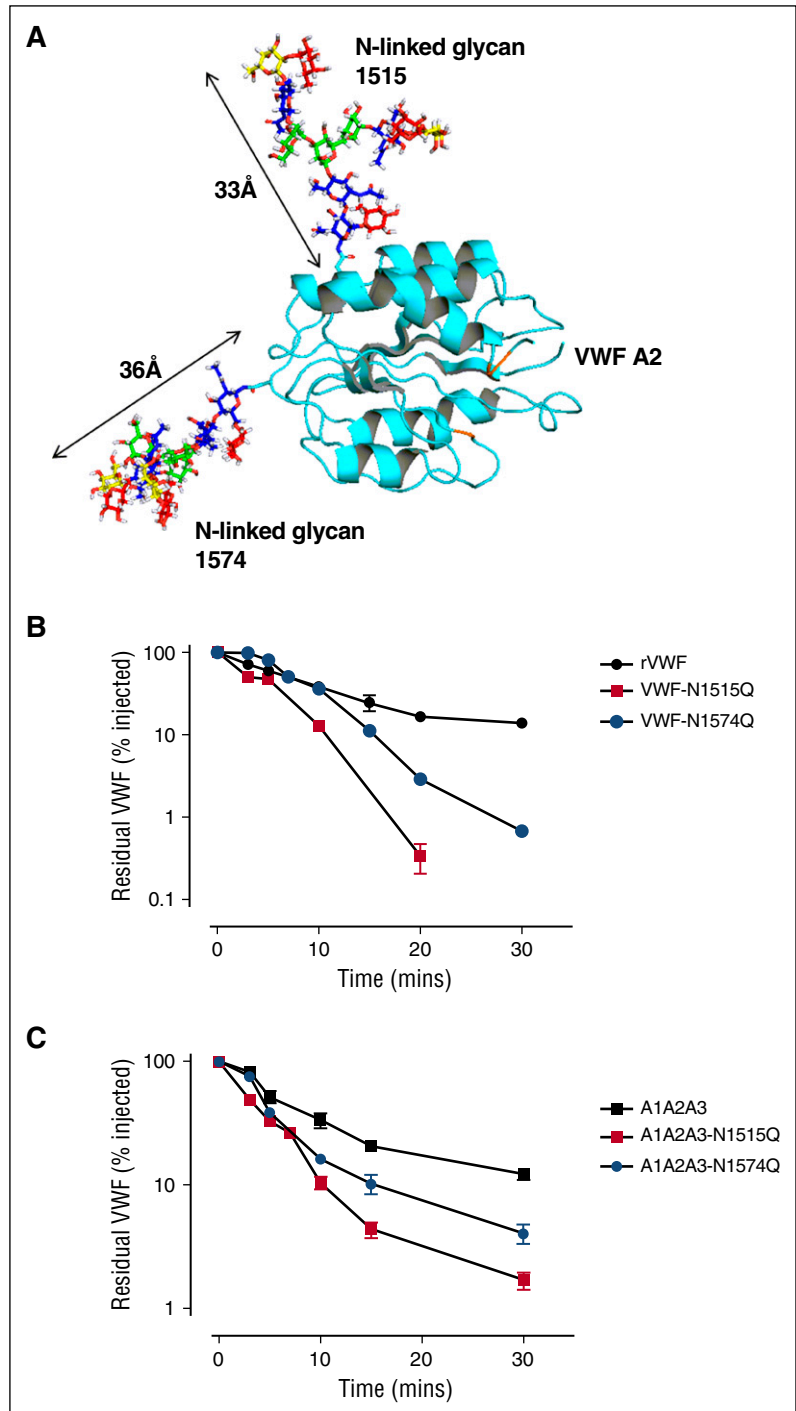 A
N-linked glycan
1515
33Å
36Å
VWF A2
N-linked glycan
1574
B
Residual VWF (% injected)
100
10
1
0.1
0
10
20
30
Time (mins)
rVWF
VWF-N1515Q
VWF-N1574Q
C
Residual VWF (% injected)
100
10
1
0
10
20
30
Time (mins)
A1A2A3
A1A2A3-N1515Q
A1A2A3-N1574Q